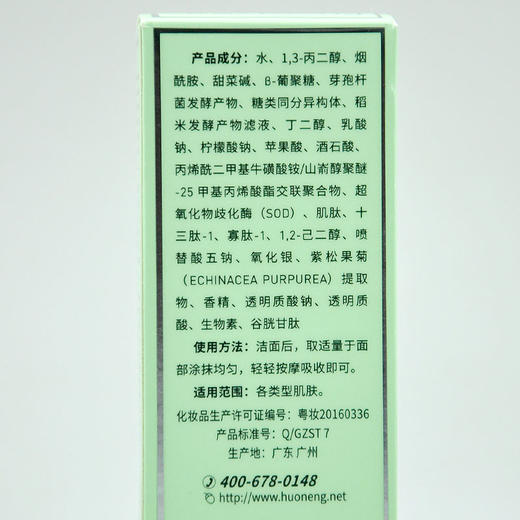 产品成分：水、1,3-丙二醇、烟
酰胺、甜菜碱、β-葡聚糖、芽孢杆
菌发酵产物、糖类同分异构体、稻
米发酵产物滤液、丁二醇、乳酸
钠、柠檬酸钠、苹果酸、酒石酸、
丙烯酰二甲基牛磺酸铵/山嵛醇聚醚
-25 甲基丙烯酸酯交联聚合物、超
氧化物歧化酶（SOD）、肌肽、十
三肽-1、寡肽-1、1,2-己二醇、喷
替酸五钠、氧化银、紫松果菊
（ECHINACEA PURPUREA）提取
物、香精、透明质酸钠、透明质
酸、生物素、谷胱甘肽
使用方法：洁面后，取适量于面
部涂抹均匀，轻轻按摩吸收即可。
适用范围：各类型肌肤。
化妆品生产许可证编号：粤妆20160336
产品标准号：Q/GZST 7
生产地：广东 广州
400-678-0148
http://www.huoneng.net